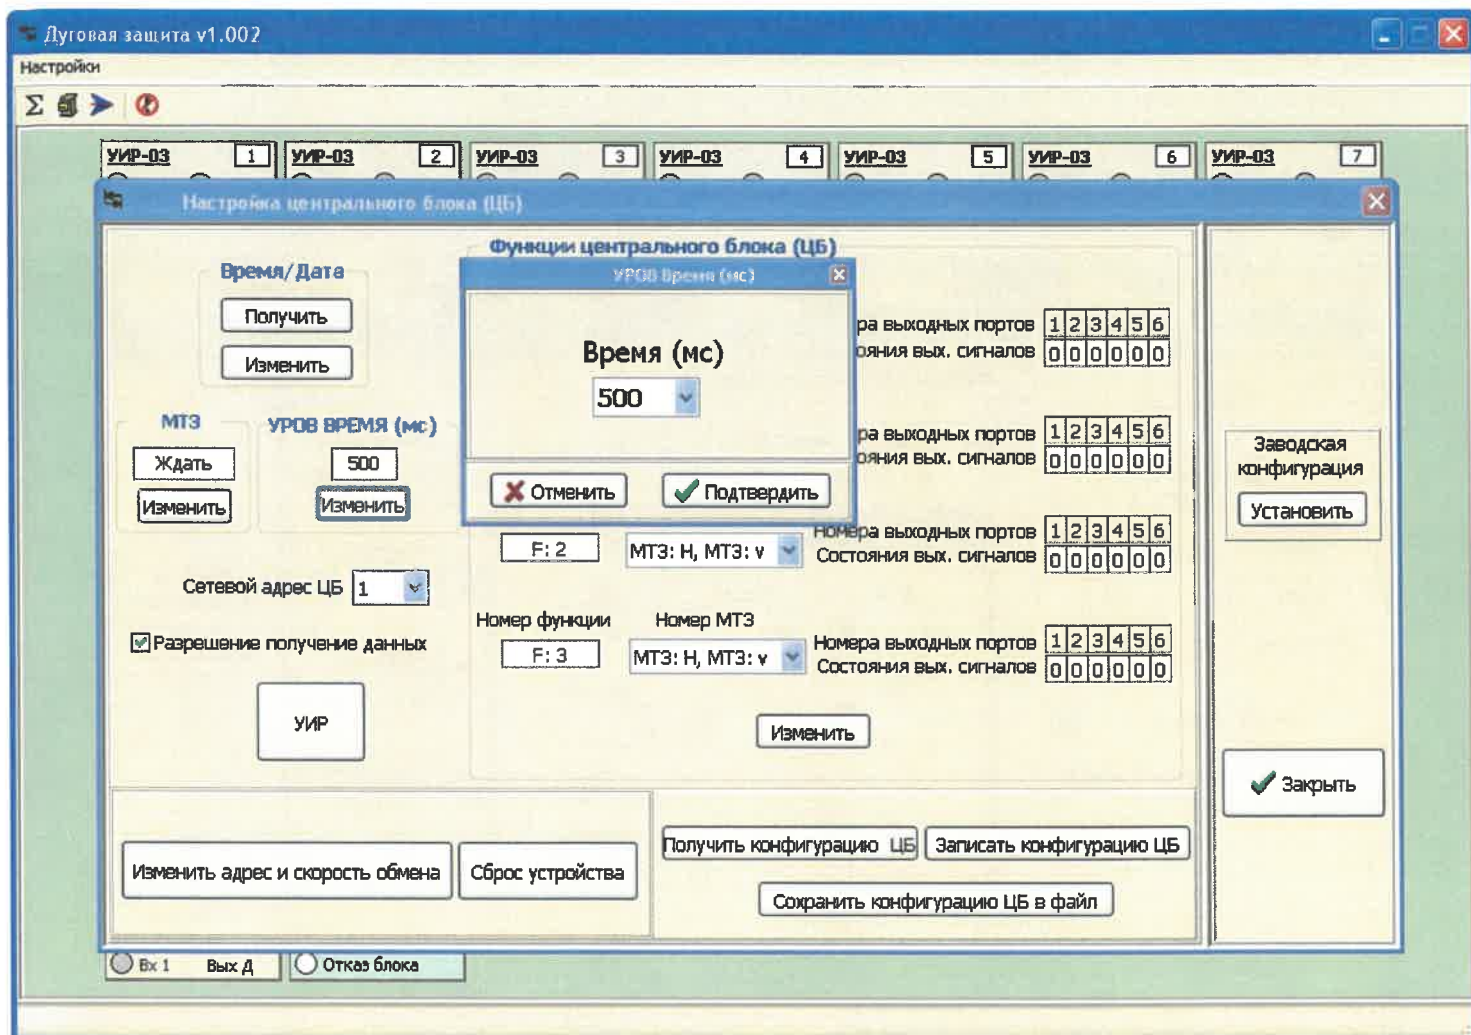 Дуговая защита v1.002
Настройки
УИР-03 1 УИР-03 2 УИР-03 3 УИР-03 4 УИР-03 5 УИР-03 6 УИР-03 7
Настройка центрального блока (ЦБ)
Функции центрального блока (ЦБ)
Время/Дата
Получить
Изменить
МТЗ
Ждать
Изменить
УРОВ ВРЕМЯ (мс)
500
Изменить
Сетевой адрес ЦБ 1
Разрешение получение данных
УИР
УРОВ Время (мс)
Время (мс)
500
Отменить
Подтвердить
ра выходных портов 1 2 3 4 5 6
ояния вых. сигналов 0 0 0 0 0 0
ра выходных портов 1 2 3 4 5 6
ояния вых. сигналов 0 0 0 0 0 0
F: 2 МТЗ: Н, МТЗ: v
Номера выходных портов 1 2 3 4 5 6
Состояния вых. сигналов 0 0 0 0 0 0
Номер функции Номер МТЗ
F: 3 МТЗ: Н, МТЗ: v
Номера выходных портов 1 2 3 4 5 6
Состояния вых. сигналов 0 0 0 0 0 0
Изменить
Заводская
конфигурация
Установить
Закрыть
Изменить адрес и скорость обмена
Сброс устройства
Получить конфигурацию ЦБ
Записать конфигурацию ЦБ
Сохранить конфигурацию ЦБ в файл
Вх 1 Вых Д Отказ блока